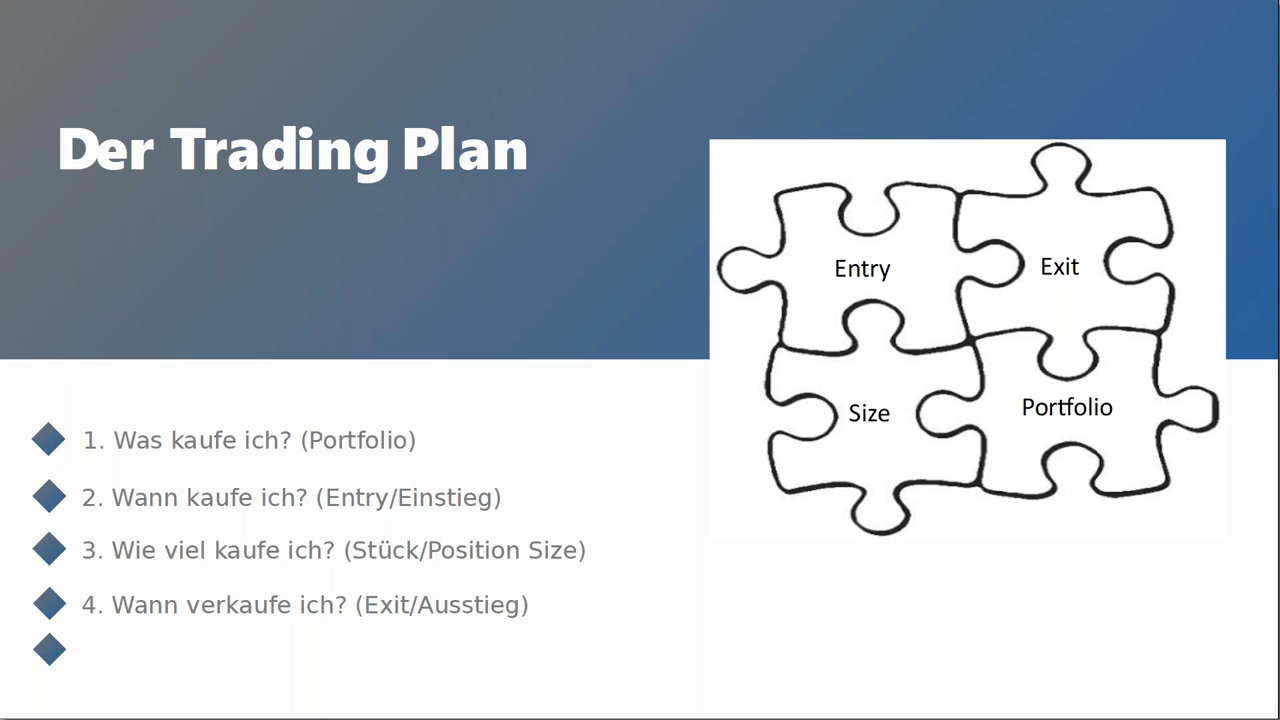 Der Trading Plan
Entry
Exit
Size
Portfolio
1. Was kaufe ich? (Portfolio)
2. Wann kaufe ich? (Entry/Einstieg)
3. Wie viel kaufe ich? (Stück/Position Size)
4. Wann verkaufe ich? (Exit/Ausstieg)